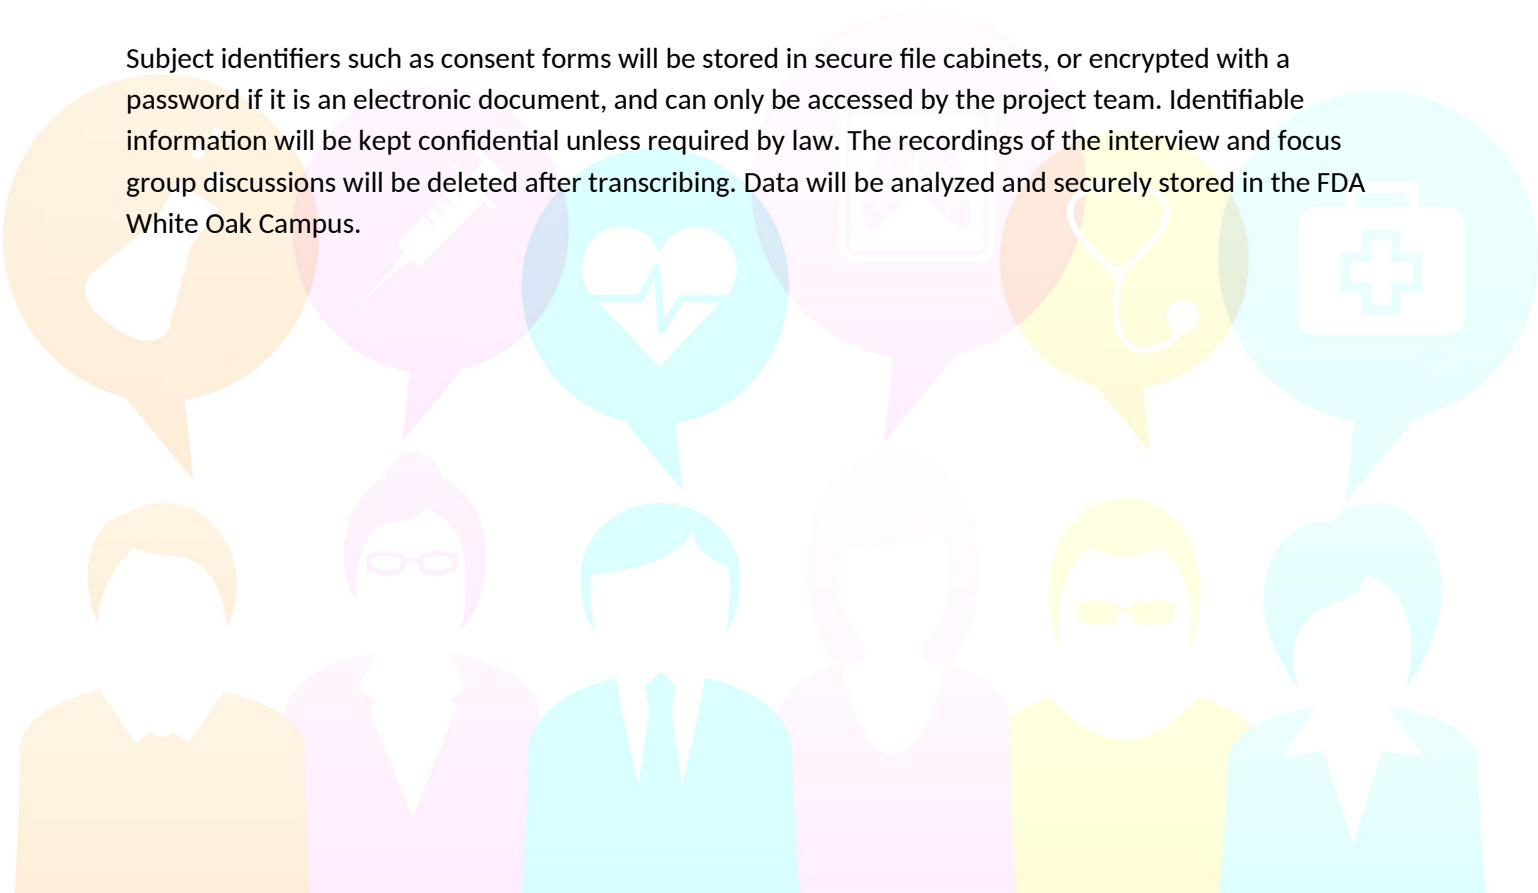 Subject identifiers such as consent forms will be stored in secure file cabinets, or encrypted with a
password if it is an electronic document, and can only be accessed by the project team. Identifiable
information will be kept confidential unless required by law. The recordings of the interview and focus
group discussions will be deleted after transcribing. Data will be analyzed and securely stored in the FDA
White Oak Campus.